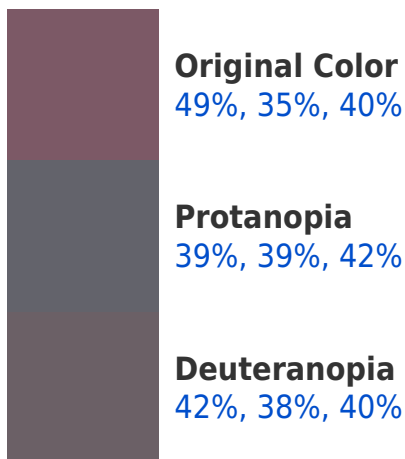 Original Color
49%, 35%, 40%
Protanopia
39%, 39%, 42%
Deuteranopia
42%, 38%, 40%